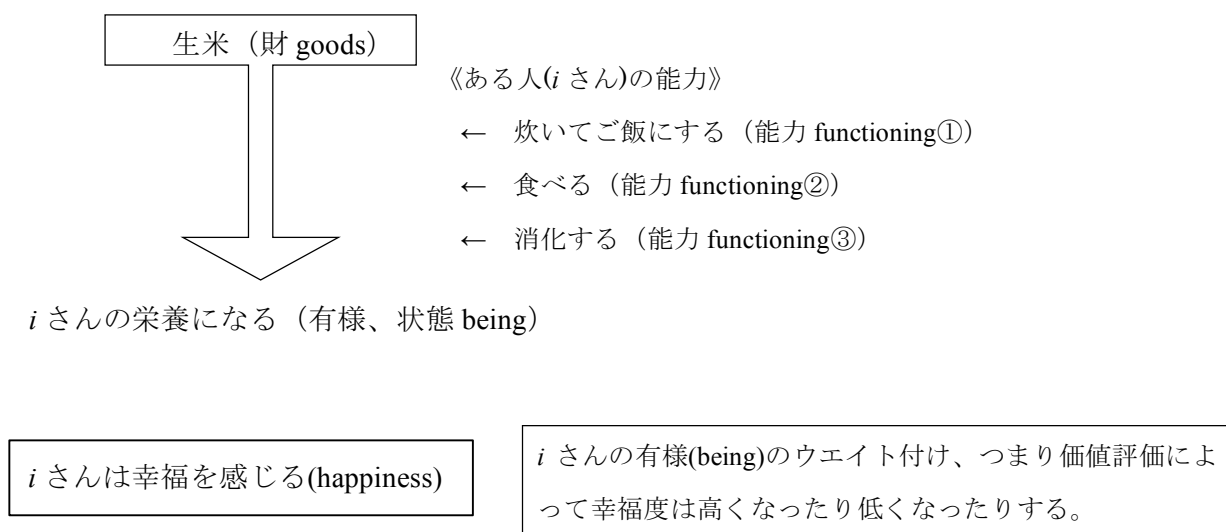 生米（財 goods）
《ある人(i さん)の能力》
← 炊いてご飯にする（能力 functioning①）
← 食べる（能力 functioning②）
← 消化する（能力 functioning③）
i さんの栄養になる（有様、状態 being）
i さんは幸福を感じる(happiness)
i さんの有様(being)のウエイト付け、つまり価値評価によ
って幸福度は高くなったり低くなったりする。